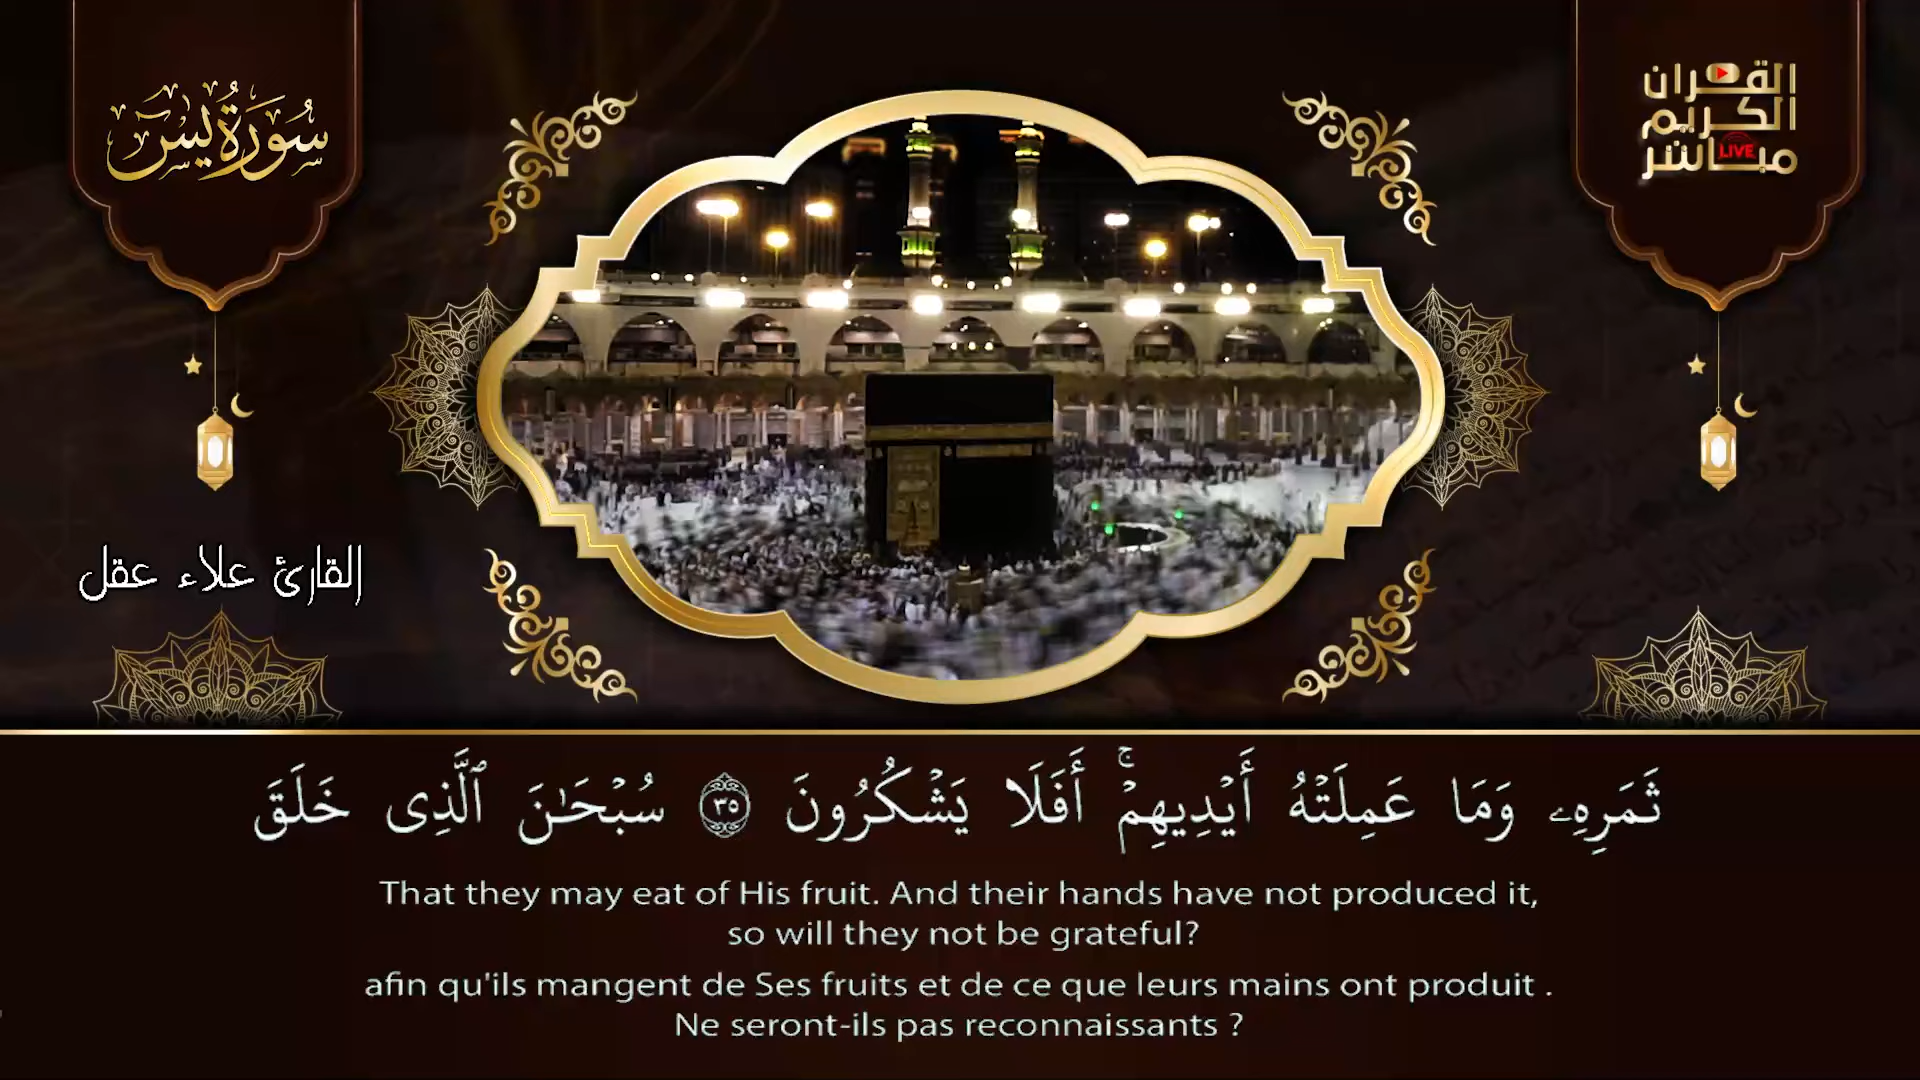 سُورَةُ يسٓ
القرآن
الكريم
مباشر
LIVE
القارئ علاء عقل
ثَمَرِهِۦ وَمَا عَمِلَتْهُ أَيْدِيهِمْ ۚ أَفَلَا يَشْكُرُونَ ٣٥ سُبْحَٰنَ ٱلَّذِى خَلَقَ
That they may eat of His fruit. And their hands have not produced it,
so will they not be grateful?
afin qu'ils mangent de Ses fruits et de ce que leurs mains ont produit .
Ne seront-ils pas reconnaissants ?